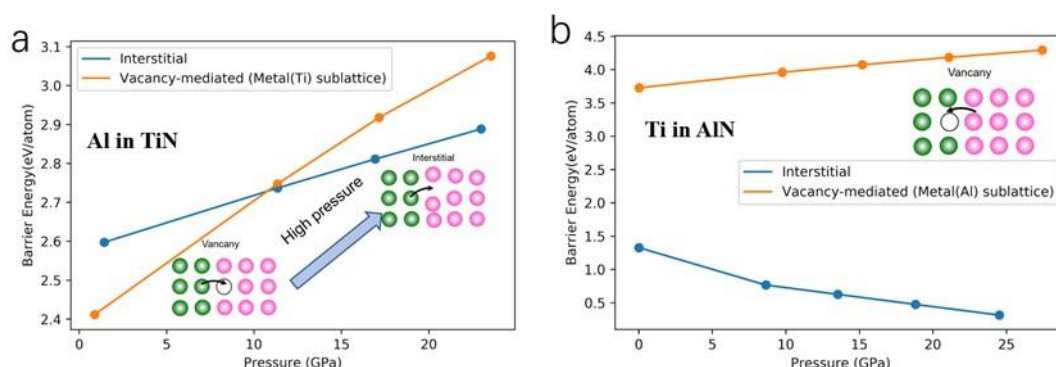 a
3.1
3.0
2.9
2.8
2.7
2.6
2.5
2.4
Barrier Energy(eV/atom)
Interstitial
Vacancy-mediated (Metal(Ti) sublattice)
Al in TiN
Interstitial
High pressure
Vancany
0 5 10 15 20
Pressure (GPa)
b
4.5
4.0
3.5
3.0
2.5
2.0
1.5
1.0
0.5
Barrier Energy(eV/atom)
Vancany
Ti in AlN
Interstitial
Vacancy-mediated (Metal(Al) sublattice)
0 5 10 15 20 25
Pressure (GPa)